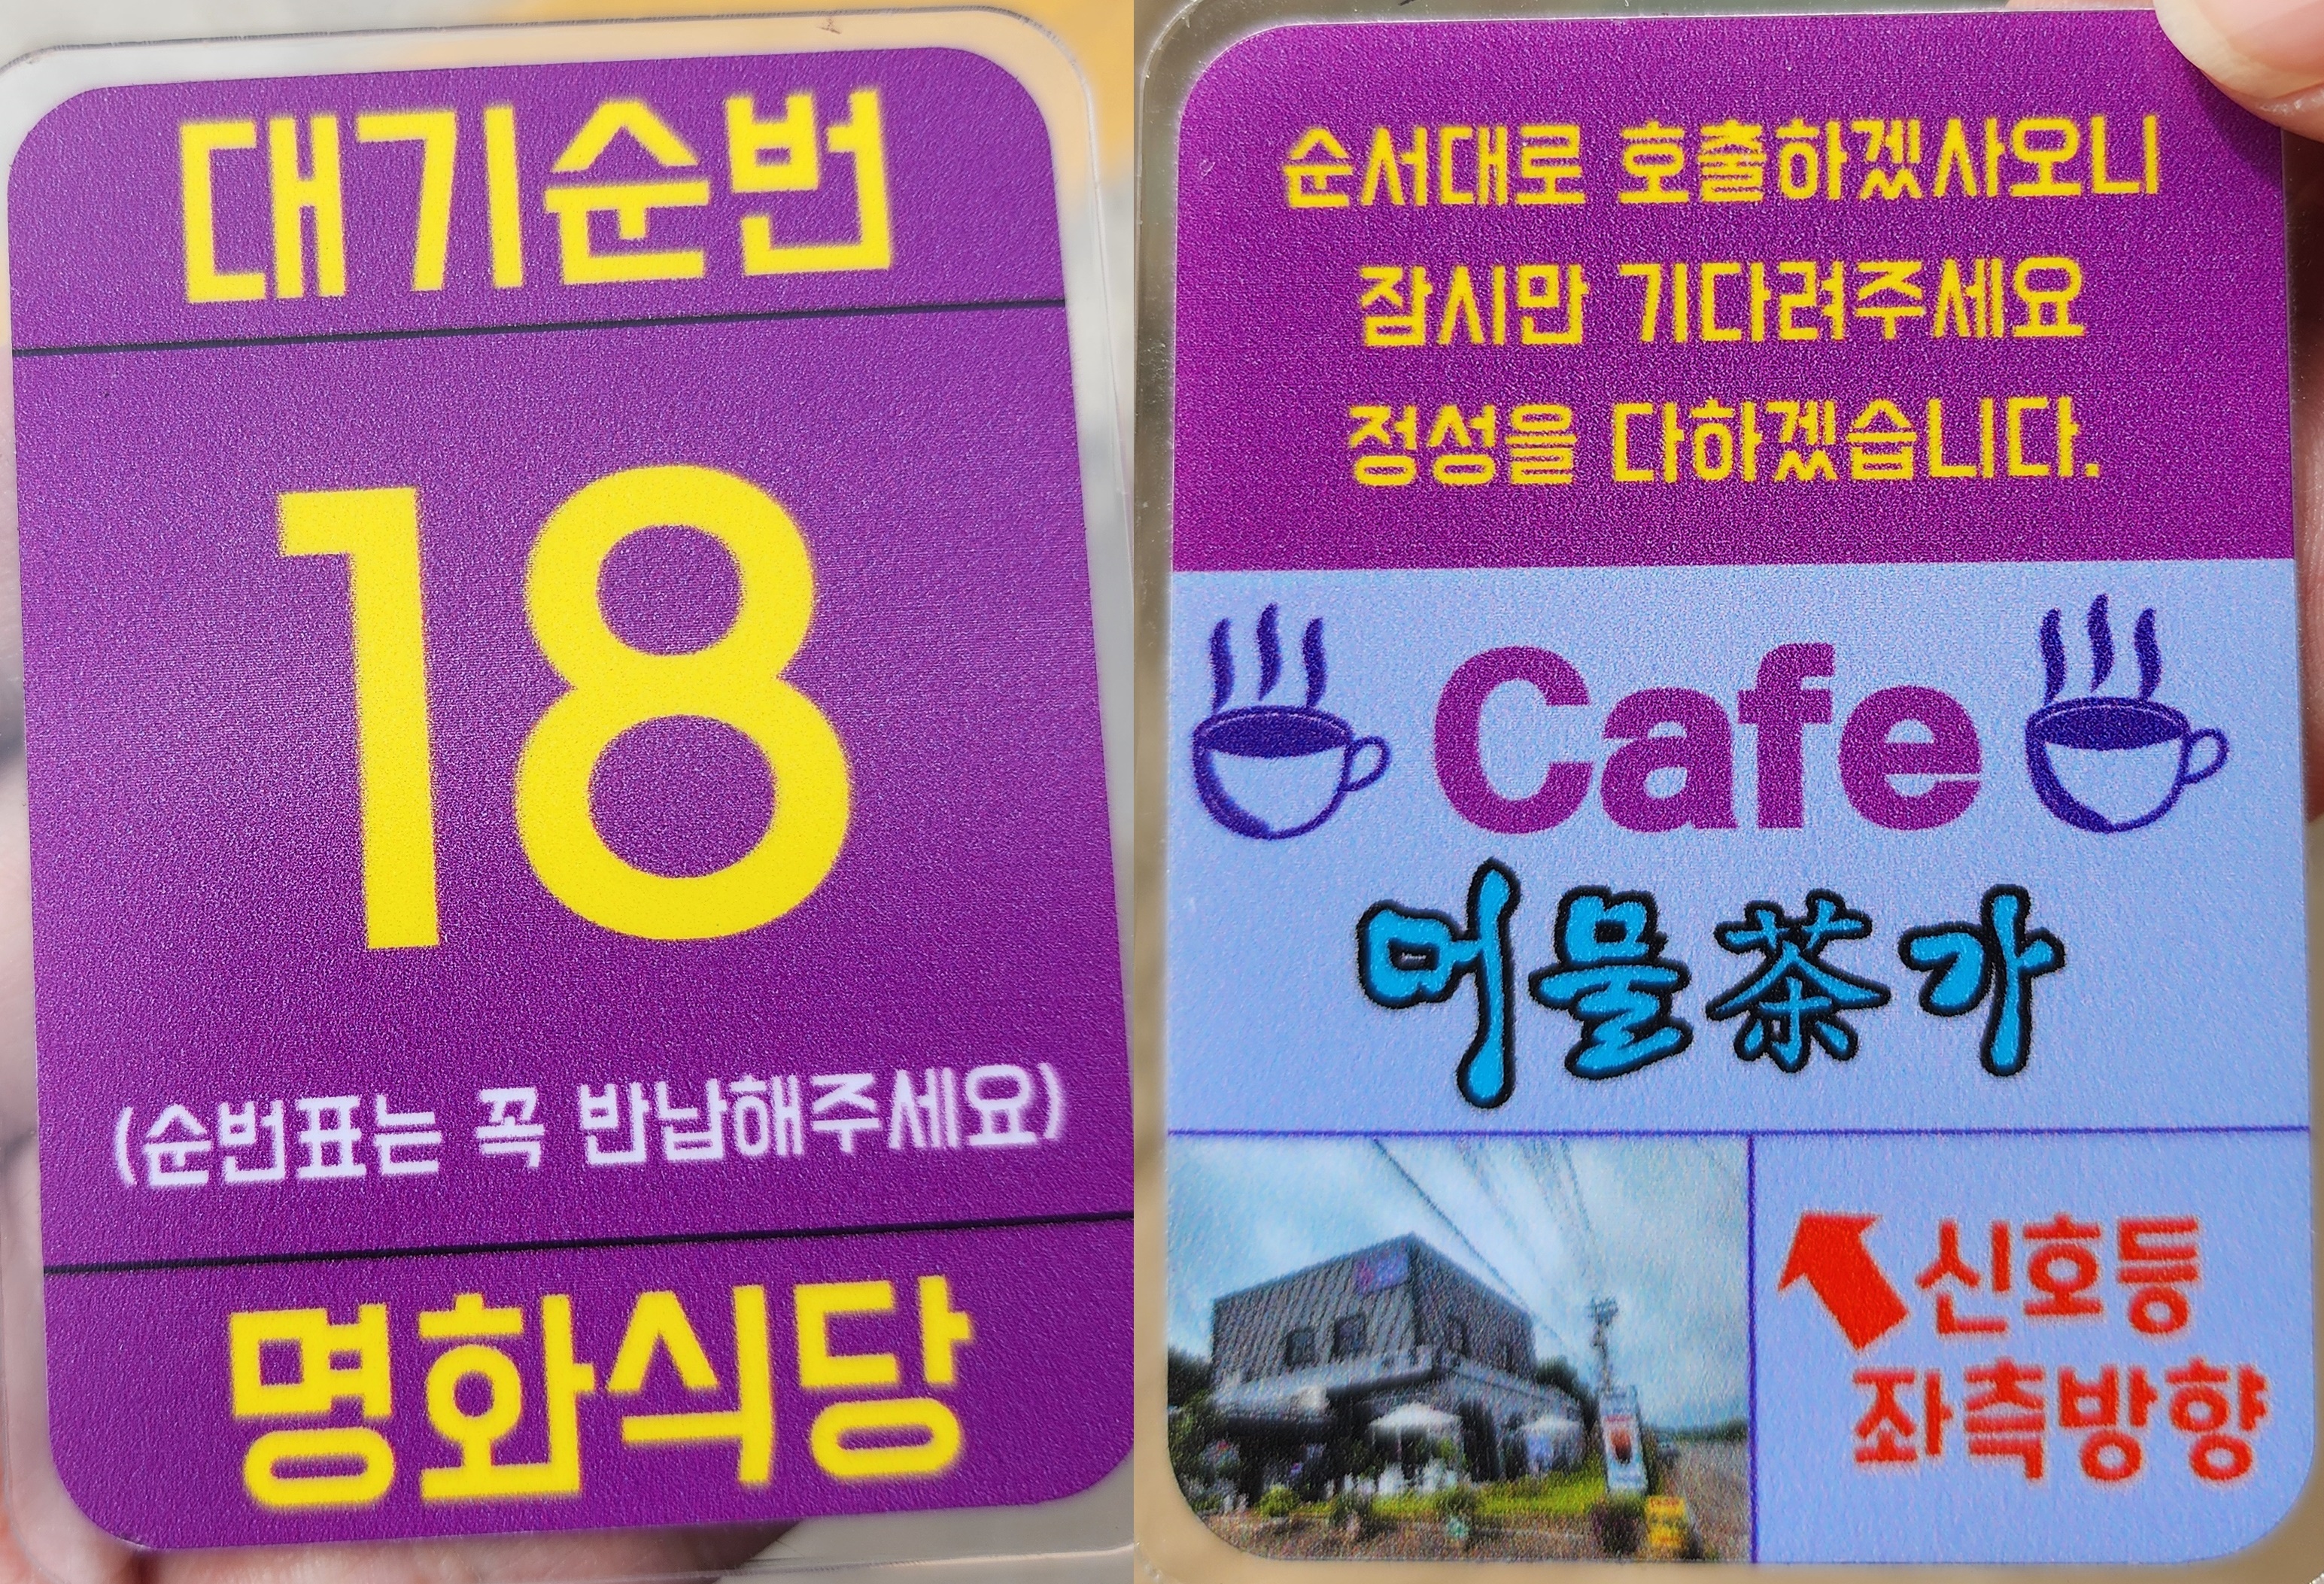 대기순번
18
(순번표는 꼭 반납해주세요)
명화식당
순서대로 호출하겠사오니
잠시만 기다려주세요
정성을 다하겠습니다.
Cafe
머물茶가
신호등
좌측방향